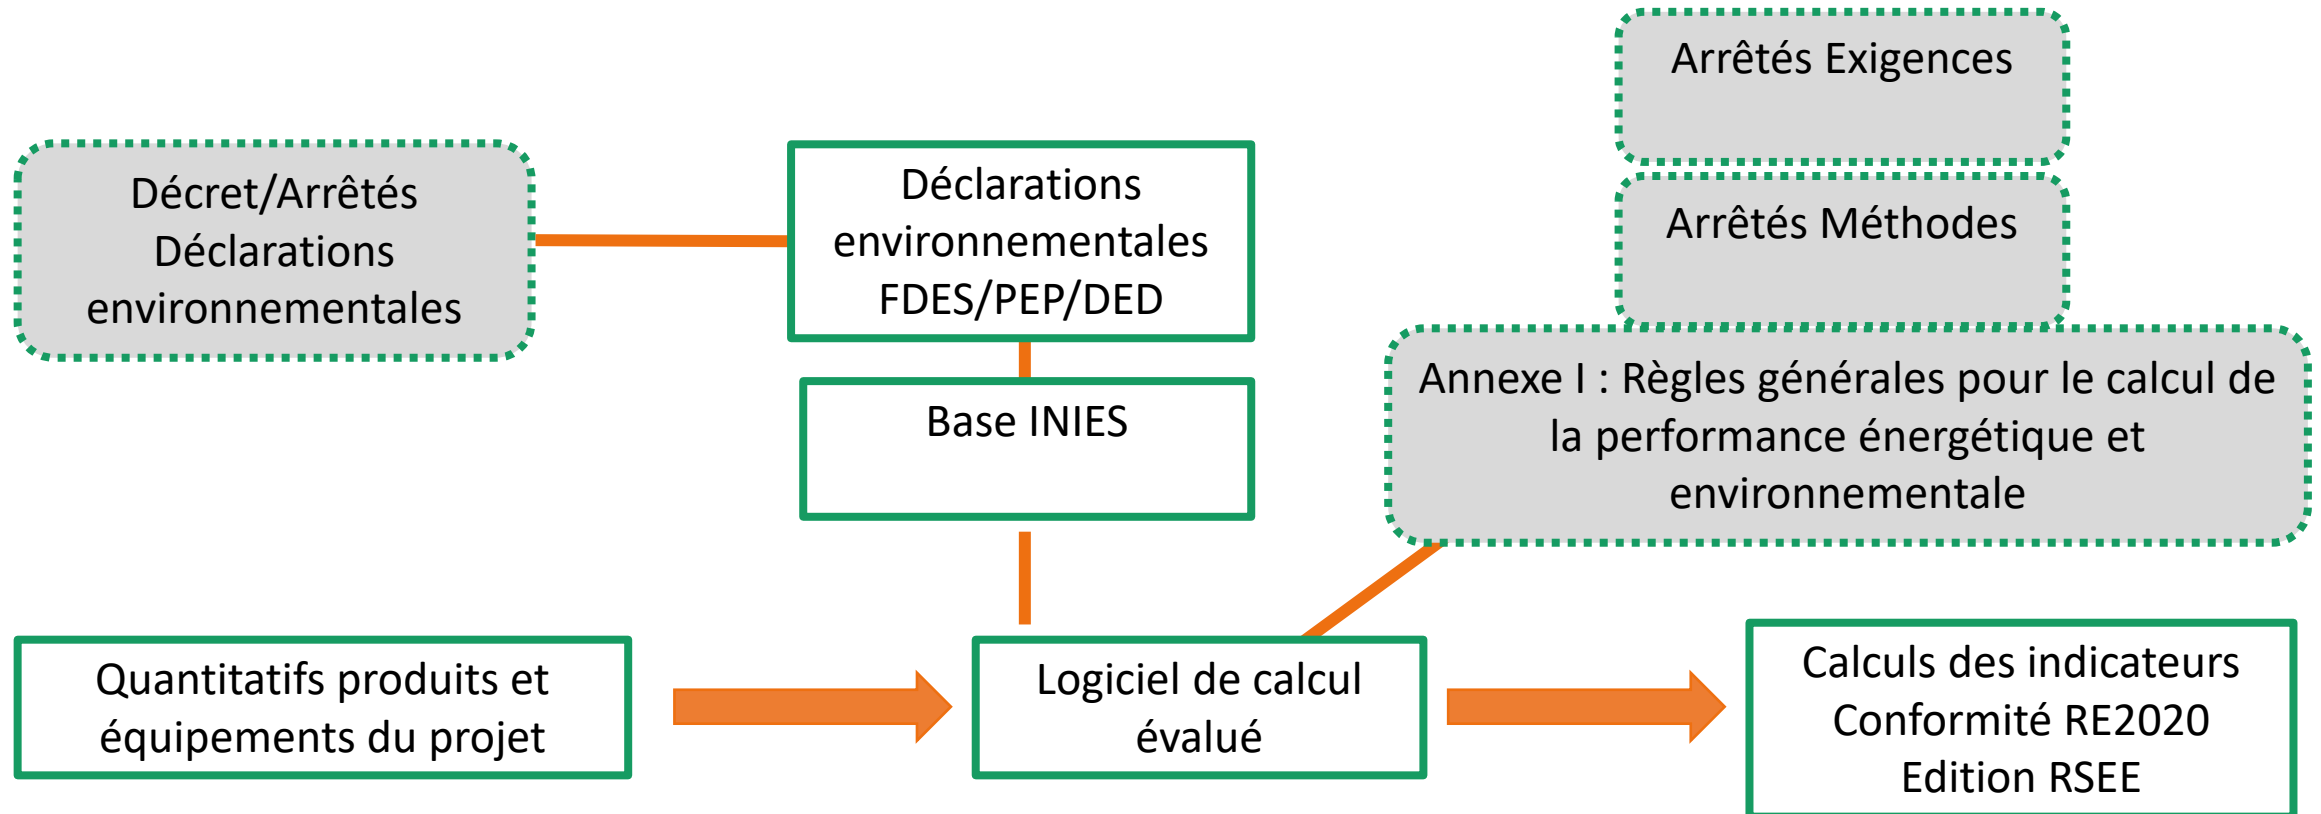 Arrêtés Exigences
Décret/Arrêtés
Déclarations
environnementales
Déclarations
environnementales
FDES/PEP/DED
Arrêtés Méthodes
Base INIES
Annexe I : Règles générales pour le calcul de
la performance énergétique et
environnementale
Quantitatifs produits et
équipements du projet
Logiciel de calcul
évalué
Calculs des indicateurs
Conformité RE2020
Edition RSEE